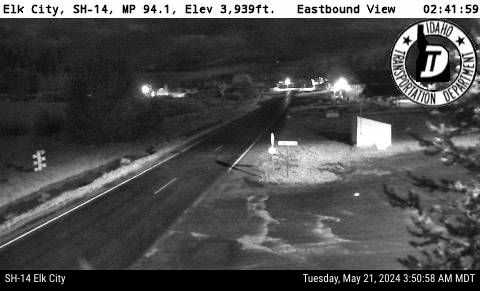 Elk City, SH-14, MP 94.1, Elev 3,939ft. Eastbound View 02:41:59
IDAHO
TRANSPORTATION DEPARTMENT
SH-14 Elk City Tuesday, May 21, 2024 3:50:58 AM MDT